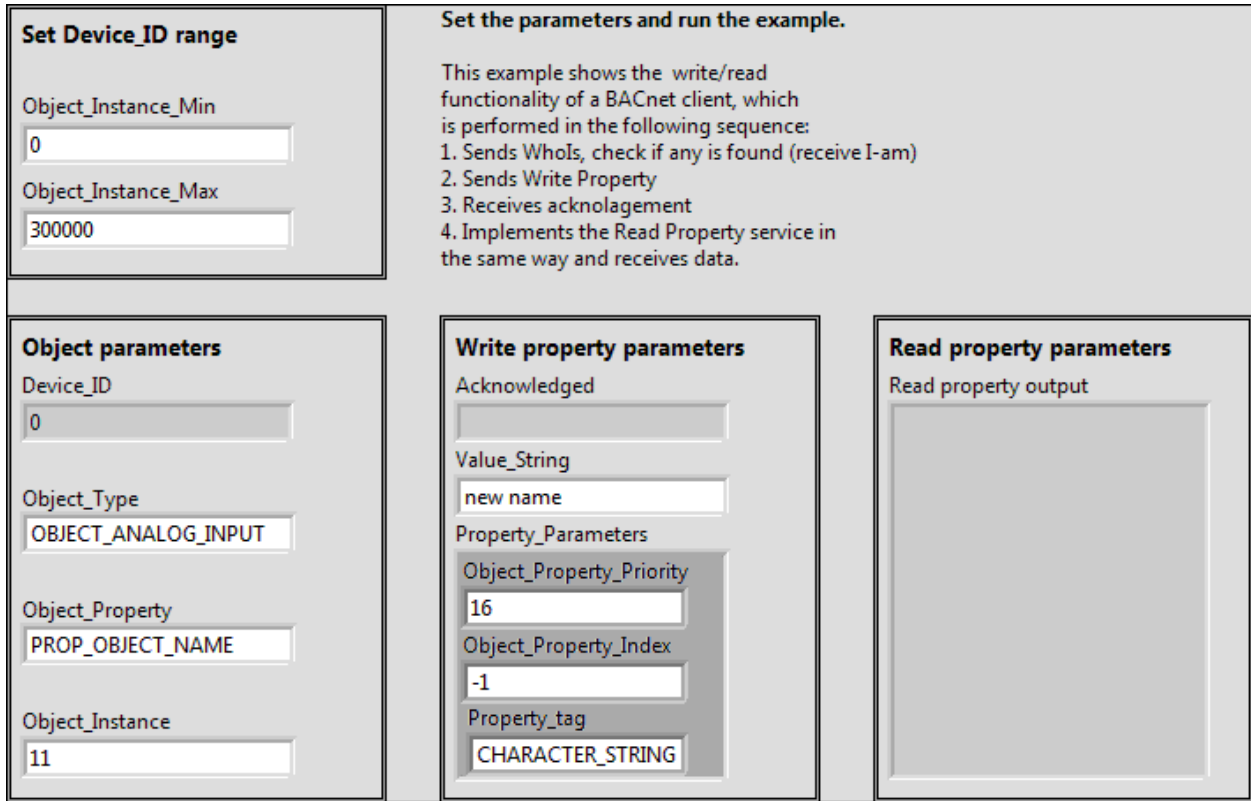 Set Device_ID range
Object_Instance_Min
0
Object_Instance_Max
300000
Set the parameters and run the example.
This example shows the write/read
functionality of a BACnet client, which
is performed in the following sequence:
1. Sends WhoIs, check if any is found (receive I-am)
2. Sends Write Property
3. Receives acknolagement
4. Implements the Read Property service in
the same way and receives data.
Object parameters
Device_ID
0
Object_Type
OBJECT_ANALOG_INPUT
Object_Property
PROP_OBJECT_NAME
Object_Instance
11
Write property parameters
Acknowledged
Value_String
new name
Property_Parameters
Object_Property_Priority
16
Object_Property_Index
-1
Property_tag
CHARACTER_STRING
Read property parameters
Read property output